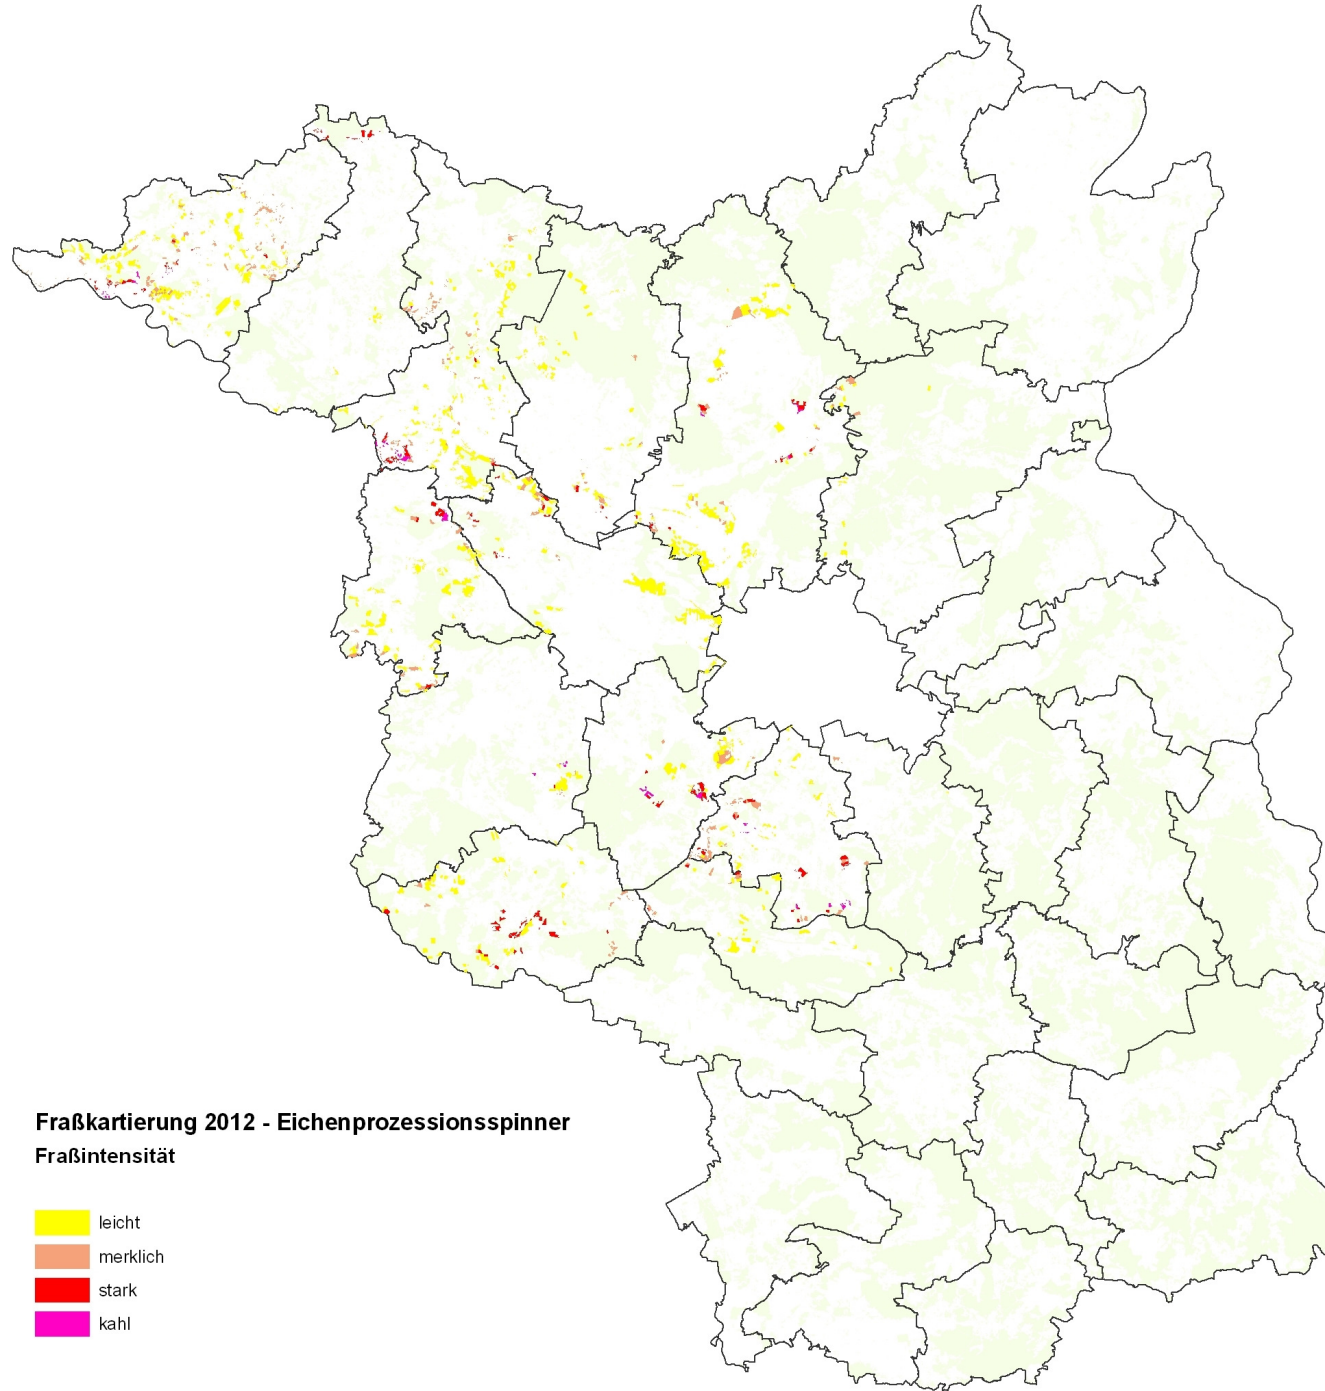 Fraßkartierung 2012 - Eichenprozessionsspinner
Fraßintensität
leicht
merklich
stark
kahl